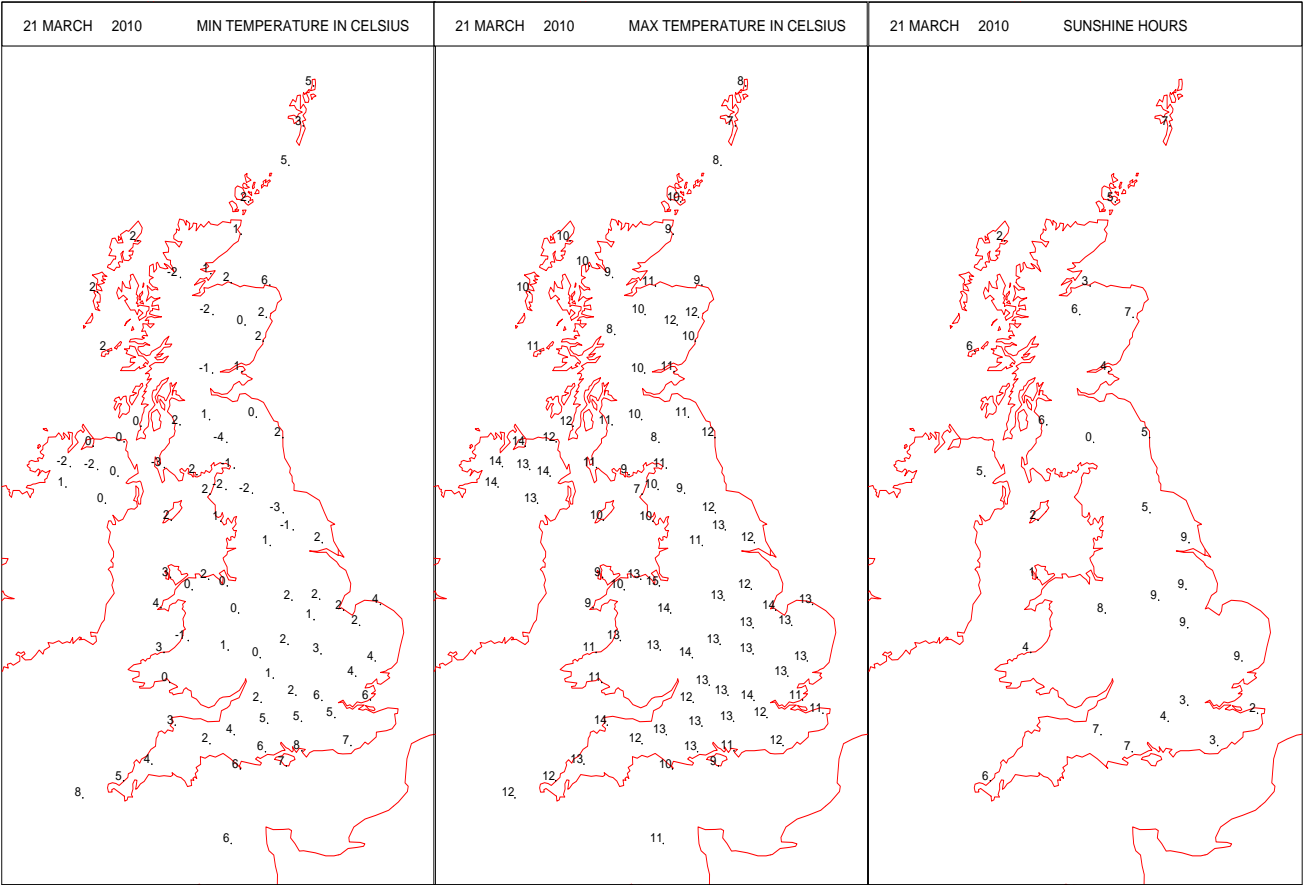 21 MARCH 2010 MIN TEMPERATURE IN CELSIUS
5.
3.
5.
2.
1.
2.
-2. 1. 2. 6.
2.
-2. 0. 2.
2.
2.
-1. 1.
0. 2. 1. 0.
0. 0. -4. 2.
-2. -2. 0. -3. 2. -1.
1. 0. 2. -2. -2.
2. 1. -3. -1.
1. 2.
3. 0. 2. 0.
4. 0. 2. 2. 1. 2. 4. 2.
3. -1. 1. 0. 2. 3. 4.
0. 1. 2. 6. 4. 6.
3. 2. 5. 5. 5.
4. 2. 4. 6. 8. 7.
8. 5. 6. 7.
6.
21 MARCH 2010 MAX TEMPERATURE IN CELSIUS
8.
7.
8.
10.
10. 9.
10. 9. 11. 9.
10.
10. 12. 12.
8. 10.
11.
10. 11.
12. 11. 10. 11.
14. 12. 8. 12.
14. 13. 14. 11. 9. 11.
14. 13. 7. 10. 9.
10. 10. 12. 13.
11. 12.
9. 10. 13. 15. 12.
9. 14. 13. 14. 13.
11. 13. 13. 14. 13. 13. 13. 13.
11. 13. 13. 14. 13. 11.
14. 12. 13. 13. 12. 11.
13. 12. 13. 13. 11. 12.
12. 12. 10. 9.
11.
21 MARCH 2010 SUNSHINE HOURS
7.
5.
2.
3.
6. 7.
6.
4.
6. 0. 5.
5.
2. 5.
9.
1. 9.
8. 9.
9.
4. 9.
3. 2.
4.
7. 7. 3.
6.